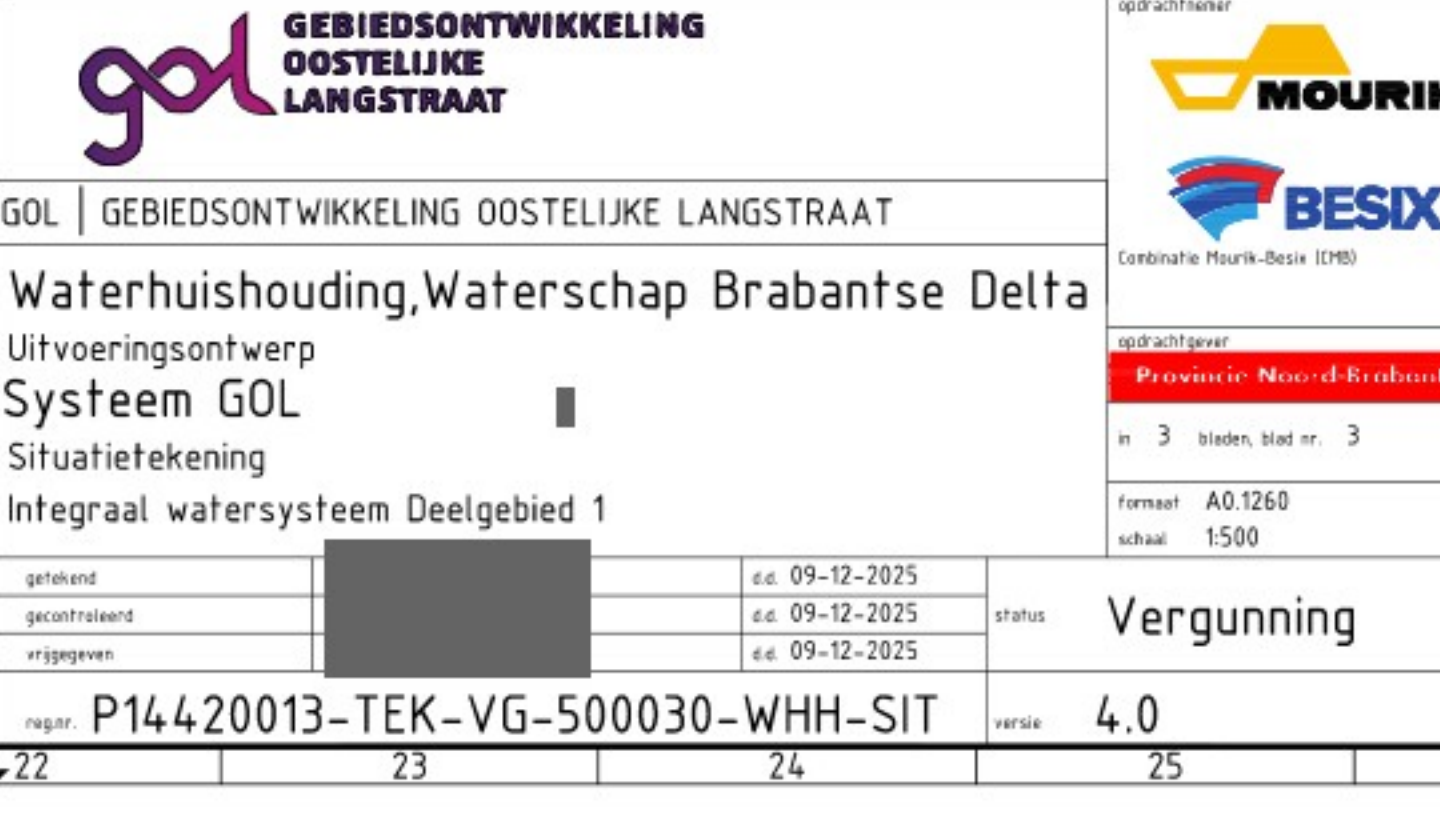 gol GEBIEDSONTWIKKELING
OOSTELIJKE
LANGSTRAAT
GOL | GEBIEDSONTWIKKELING OOSTELIJKE LANGSTRAAT
Waterhuishouding,Waterschap Brabantse Delta
Uitvoeringsontwerp
Systeem GOL
Situatietekening
Integraal watersysteem Deelgebied 1
opdrachtnemer
MOURIK
BESIX
Combinatie Mourik-Besix (CMB)
opdrachtgever
Provincie Noord-Brabant
in 3 bladen, blad nr. 3
formaat A0.1260
schaal 1:500
getekend d.d. 09-12-2025
gecontroleerd d.d. 09-12-2025
vrijgegeven d.d. 09-12-2025
status Vergunning
reg.nr. P14420013-TEK-VG-500030-WHH-SIT versie 4.0
22 23 24 25